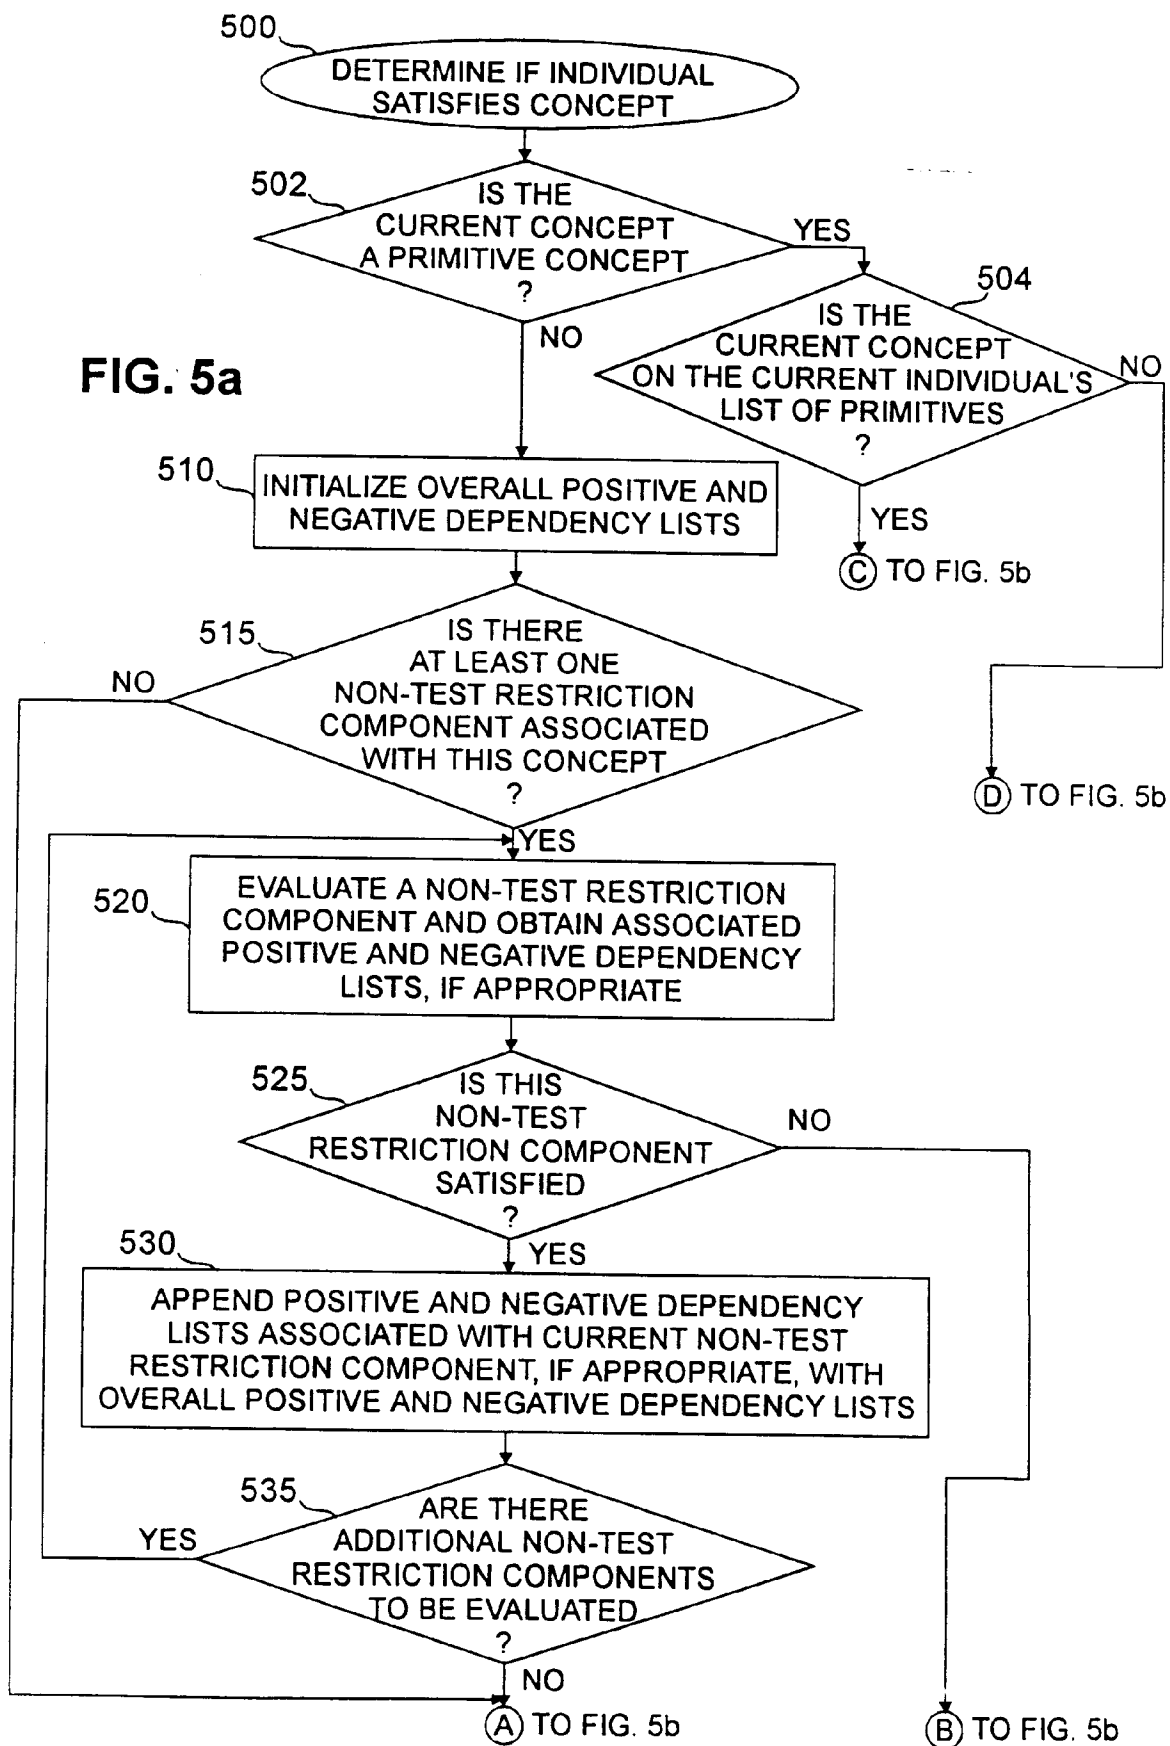 500
DETERMINE IF INDIVIDUAL
SATISFIES CONCEPT
502
IS THE
CURRENT CONCEPT
A PRIMITIVE CONCEPT
?
YES
NO
504
IS THE
CURRENT CONCEPT
ON THE CURRENT INDIVIDUAL'S
LIST OF PRIMITIVES
?
NO
YES
C TO FIG. 5b
D TO FIG. 5b
FIG. 5a
510
INITIALIZE OVERALL POSITIVE AND
NEGATIVE DEPENDENCY LISTS
515
IS THERE
AT LEAST ONE
NON-TEST RESTRICTION
COMPONENT ASSOCIATED
WITH THIS CONCEPT
?
NO
YES
520
EVALUATE A NON-TEST RESTRICTION
COMPONENT AND OBTAIN ASSOCIATED
POSITIVE AND NEGATIVE DEPENDENCY
LISTS, IF APPROPRIATE
525
IS THIS
NON-TEST
RESTRICTION COMPONENT
SATISFIED
?
NO
YES
530
APPEND POSITIVE AND NEGATIVE DEPENDENCY
LISTS ASSOCIATED WITH CURRENT NON-TEST
RESTRICTION COMPONENT, IF APPROPRIATE, WITH
OVERALL POSITIVE AND NEGATIVE DEPENDENCY LISTS
535
ARE THERE
ADDITIONAL NON-TEST
RESTRICTION COMPONENTS
TO BE EVALUATED
?
YES
NO
A TO FIG. 5b
B TO FIG. 5b